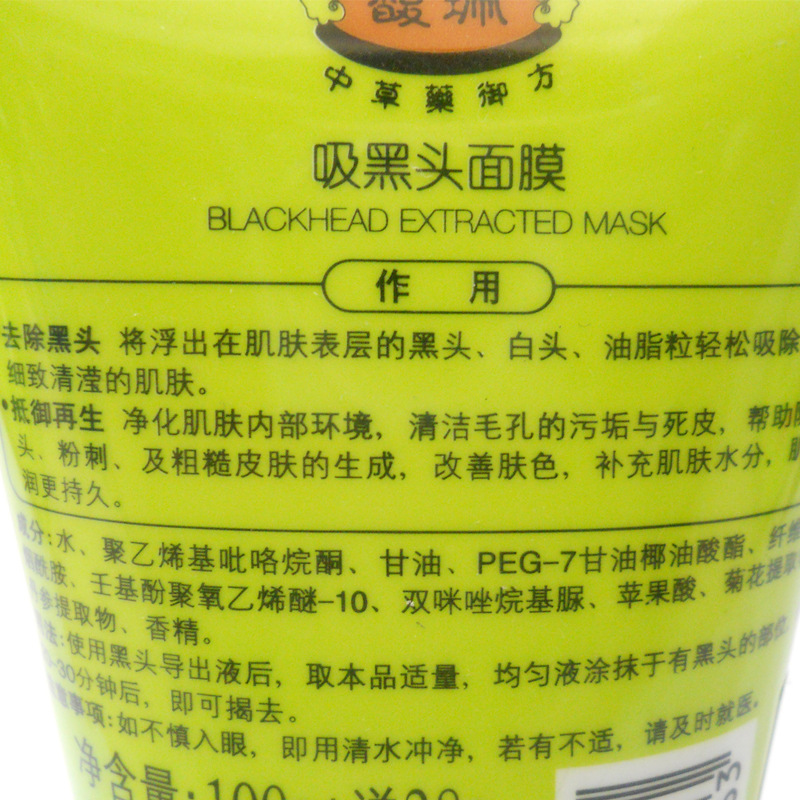 馥珮
中草藥御方
吸黑头面膜
BLACKHEAD EXTRACTED MASK
作 用
去除黑头 将浮出在肌肤表层的黑头、白头、油脂粒轻松吸除
细致清滢的肌肤。
•抵御再生 净化肌肤内部环境，清洁毛孔的污垢与死皮，帮助
头、粉刺、及粗糙皮肤的生成，改善肤色，补充肌肤水分，
润更持久。
成分:水、聚乙烯基吡咯烷酮、甘油、PEG-7甘油椰油酸酯、纤维
酰胺、壬基酚聚氧乙烯醚-10、双咪唑烷基脲、苹果酸、菊花提取
参提取物、香精。
法:使用黑头导出液后，取本品适量，均匀液涂抹于有黑头的部位
30分钟后，即可揭去。
事项:如不慎入眼，即用清水冲净，若有不适，请及时就医。
净含量:100